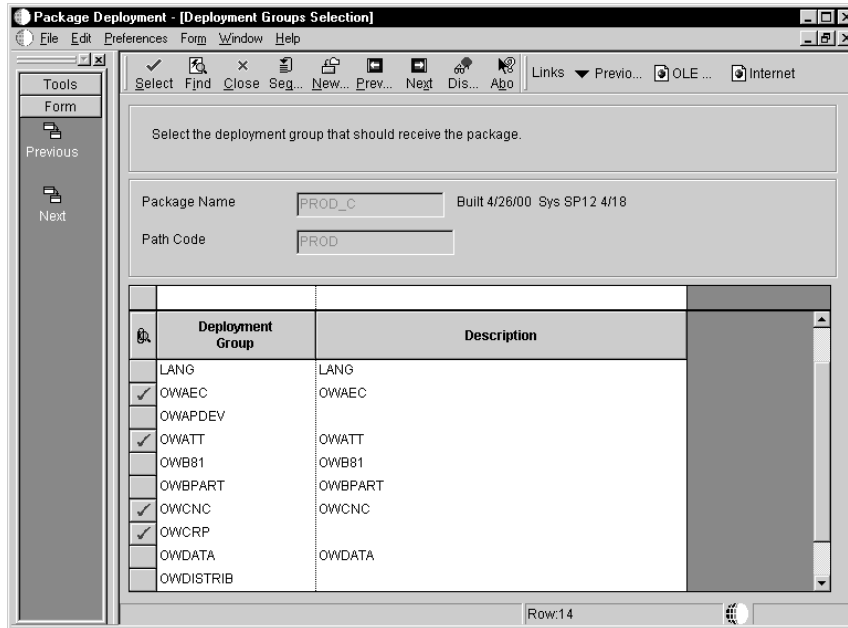 Package Deployment - [Deployment Groups Selection]
File Edit Preferences Form Window Help
Tools
Form
Previous
Next
Select Find Close Seq... New... Prev... Next Dis... Abo Links Previo... OLE ... Internet
Select the deployment group that should receive the package.
Package Name PROD_C Built 4/26/00 Sys SP12 4/18
Path Code PROD
Deployment Group Description
LANG LANG
OWAEC OWAEC
OWAPDEV
OWATT OWATT
OWB81 OWB81
OWBPART OWBPART
OWCNC OWCNC
OWCRP
OWDATA OWDATA
OWDISTRIB
Row:14